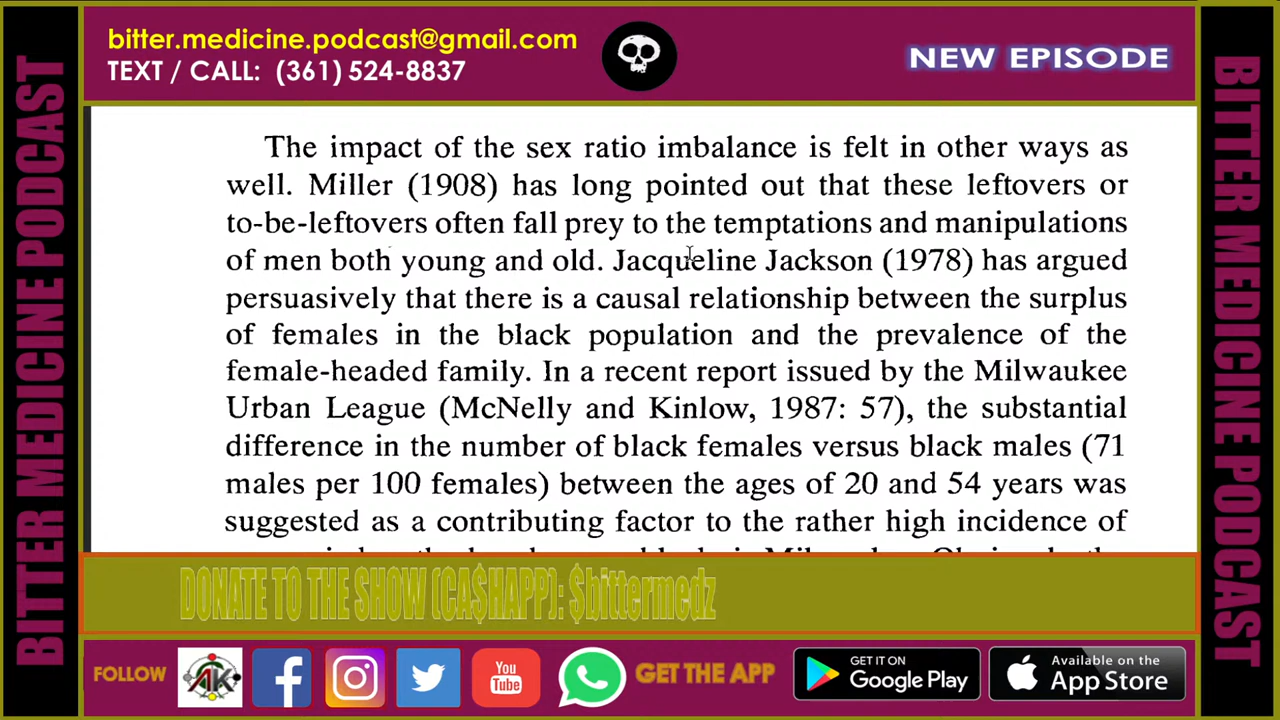 bitter.medicine.podcast@gmail.com
TEXT / CALL: (361) 524-8837
NEW EPISODE
BITTER MEDICINE PODCAST
The impact of the sex ratio imbalance is felt in other ways as
well. Miller (1908) has long pointed out that these leftovers or
to-be-leftovers often fall prey to the temptations and manipulations
of men both young and old. Jacqueline Jackson (1978) has argued
persuasively that there is a causal relationship between the surplus
of females in the black population and the prevalence of the
female-headed family. In a recent report issued by the Milwaukee
Urban League (McNelly and Kinlow, 1987: 57), the substantial
difference in the number of black females versus black males (71
males per 100 females) between the ages of 20 and 54 years was
suggested as a contributing factor to the rather high incidence of
BITTER MEDICINE PODCAST
DONATE TO THE SHOW (CA$HAPP): $bittermedz
FOLLOW
ATK
You
Tube
GET THE APP
GET IT ON
Google Play
Available on the
App Store